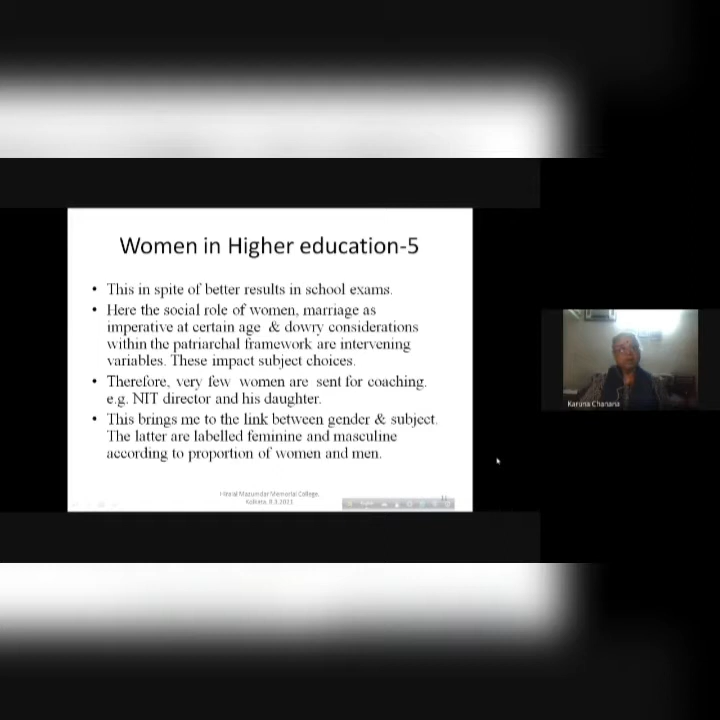 Women in Higher education-5
• This in spite of better results in school exams.
• Here the social role of women, marriage as
imperative at certain age & dowry considerations
within the patriarchal framework are intervening
variables. These impact subject choices.
• Therefore, very few women are sent for coaching.
e.g. NIT director and his daughter.
• This brings me to the link between gender & subject.
The latter are labelled feminine and masculine
according to proportion of women and men.
Mazumdar Memorial College,
Kolkata, 8.3.2021
11
Karuna Chanana